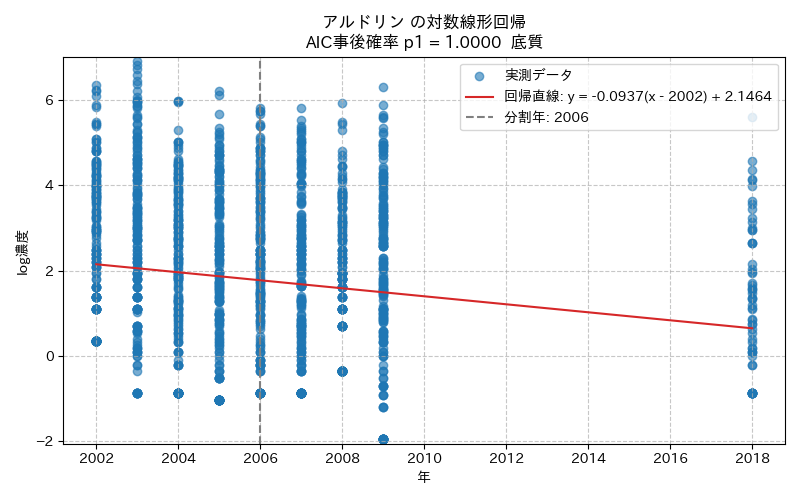 アルドリン の対数線形回帰
AIC事後確率 p1 = 1.0000 底質
実測データ
回帰直線: y = -0.0937(x - 2002) + 2.1464
分割年: 2006
log濃度
6
4
2
0
−2
2002 2004 2006 2008 2010 2012 2014 2016 2018
年